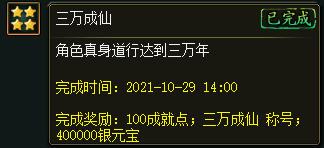 三万成仙
已完成
角色真身道行达到三万年
完成时间：2021-10-29 14:00
完成奖励：100成就点；三万成仙 称号；
400000银元宝